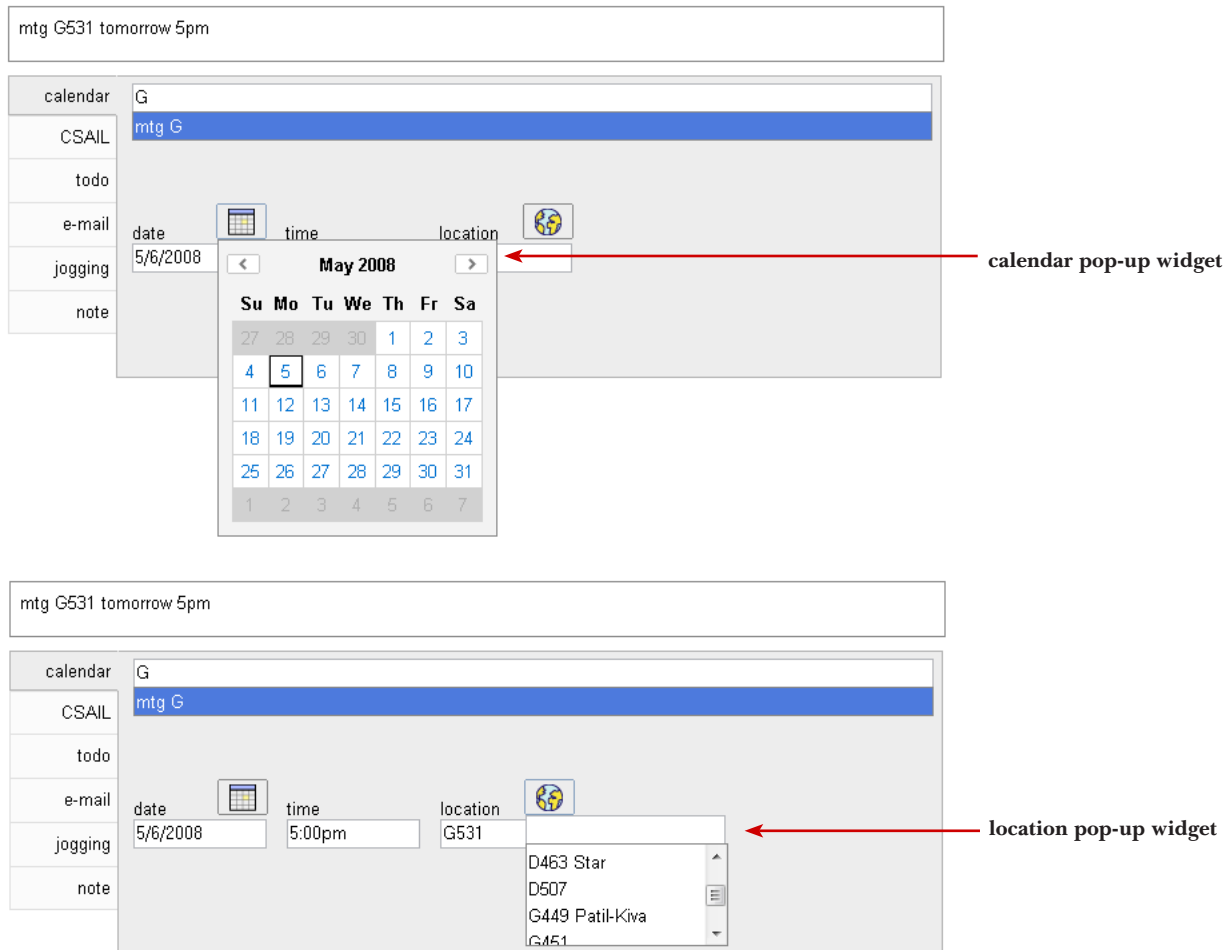 mtg G531 tomorrow 5pm
calendar
G
mtg G
CSAIL
todo
e-mail
jogging
note
date
time
location
5/6/2008
May 2008
Su Mo Tu We Th Fr Sa
27 28 29 30 1 2 3
4 5 6 7 8 9 10
11 12 13 14 15 16 17
18 19 20 21 22 23 24
25 26 27 28 29 30 31
1 2 3 4 5 6 7
calendar pop-up widget
mtg G531 tomorrow 5pm
calendar
G
mtg G
CSAIL
todo
e-mail
jogging
note
date
time
location
5/6/2008
5:00pm
G531
D463 Star
D507
G449 Patil-Kiva
G451
location pop-up widget